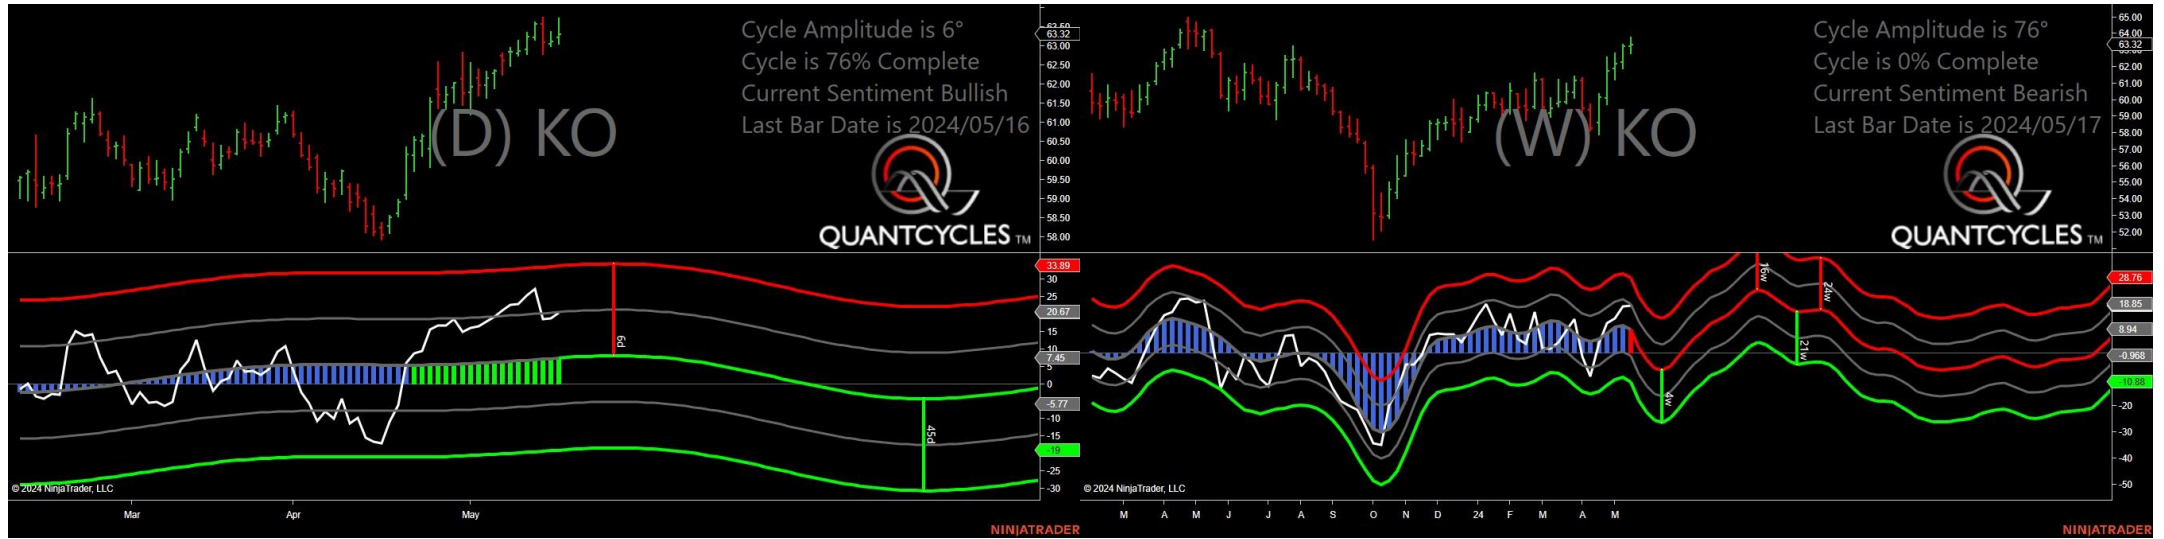 Cycle Amplitude is 6°
Cycle is 76% Complete
Current Sentiment Bullish
Last Bar Date is 2024/05/16
(D) KO
QUANTCYCLES TM
63.32
63.00
62.50
62.00
61.50
61.00
60.50
60.00
59.50
59.00
58.50
58.00
33.89
30
25
20.67
15
10
7.45
5
0
-5.77
-10
-15
-19
-25
-30
6d
45d
© 2024 NinjaTrader, LLC
Mar
Apr
May
NINJATRADER
Cycle Amplitude is 76°
Cycle is 0% Complete
Current Sentiment Bearish
Last Bar Date is 2024/05/17
(W) KO
QUANTCYCLES TM
65.00
64.00
63.32
62.00
61.00
60.00
59.00
58.00
57.00
56.00
55.00
54.00
53.00
52.00
28.76
18.85
8.94
-0.968
-10.88
-20
-30
-40
-50
16w
24w
21w
4w
© 2024 NinjaTrader, LLC
M A M J J A S O N D 24 F M A M
NINJATRADER